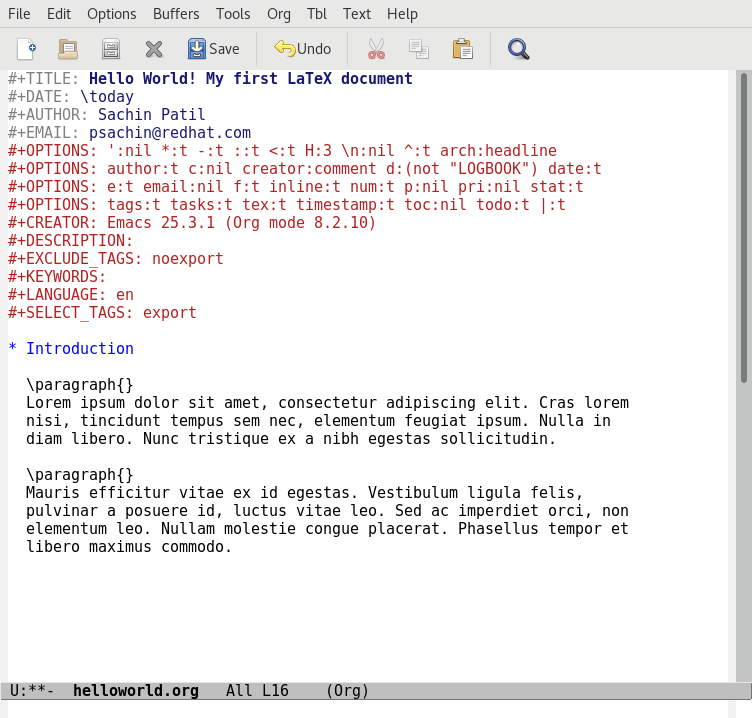 File Edit Options Buffers Tools Org Tbl Text Help
Save Undo
#+TITLE: Hello World! My first LaTeX document
#+DATE: \today
#+AUTHOR: Sachin Patil
#+EMAIL: psachin@redhat.com
#+OPTIONS: ':nil *:t -:t ::t <:t H:3 \n:nil ^:t arch:headline
#+OPTIONS: author:t c:nil creator:comment d:(not "LOGBOOK") date:t
#+OPTIONS: e:t email:nil f:t inline:t num:t p:nil pri:nil stat:t
#+OPTIONS: tags:t tasks:t tex:t timestamp:t toc:nil todo:t |:t
#+CREATOR: Emacs 25.3.1 (Org mode 8.2.10)
#+DESCRIPTION:
#+EXCLUDE_TAGS: noexport
#+KEYWORDS:
#+LANGUAGE: en
#+SELECT_TAGS: export
* Introduction
\paragraph{}
Lorem ipsum dolor sit amet, consectetur adipiscing elit. Cras lorem
nisi, tincidunt tempus sem nec, elementum feugiat ipsum. Nulla in
diam libero. Nunc tristique ex a nibh egestas sollicitudin.
\paragraph{}
Mauris efficitur vitae ex id egestas. Vestibulum ligula felis,
pulvinar a posuere id, luctus vitae leo. Sed ac imperdiet orci, non
elementum leo. Nullam molestie congue placerat. Phasellus tempor et
libero maximus commodo.
U:**- helloworld.org All L16 (Org)